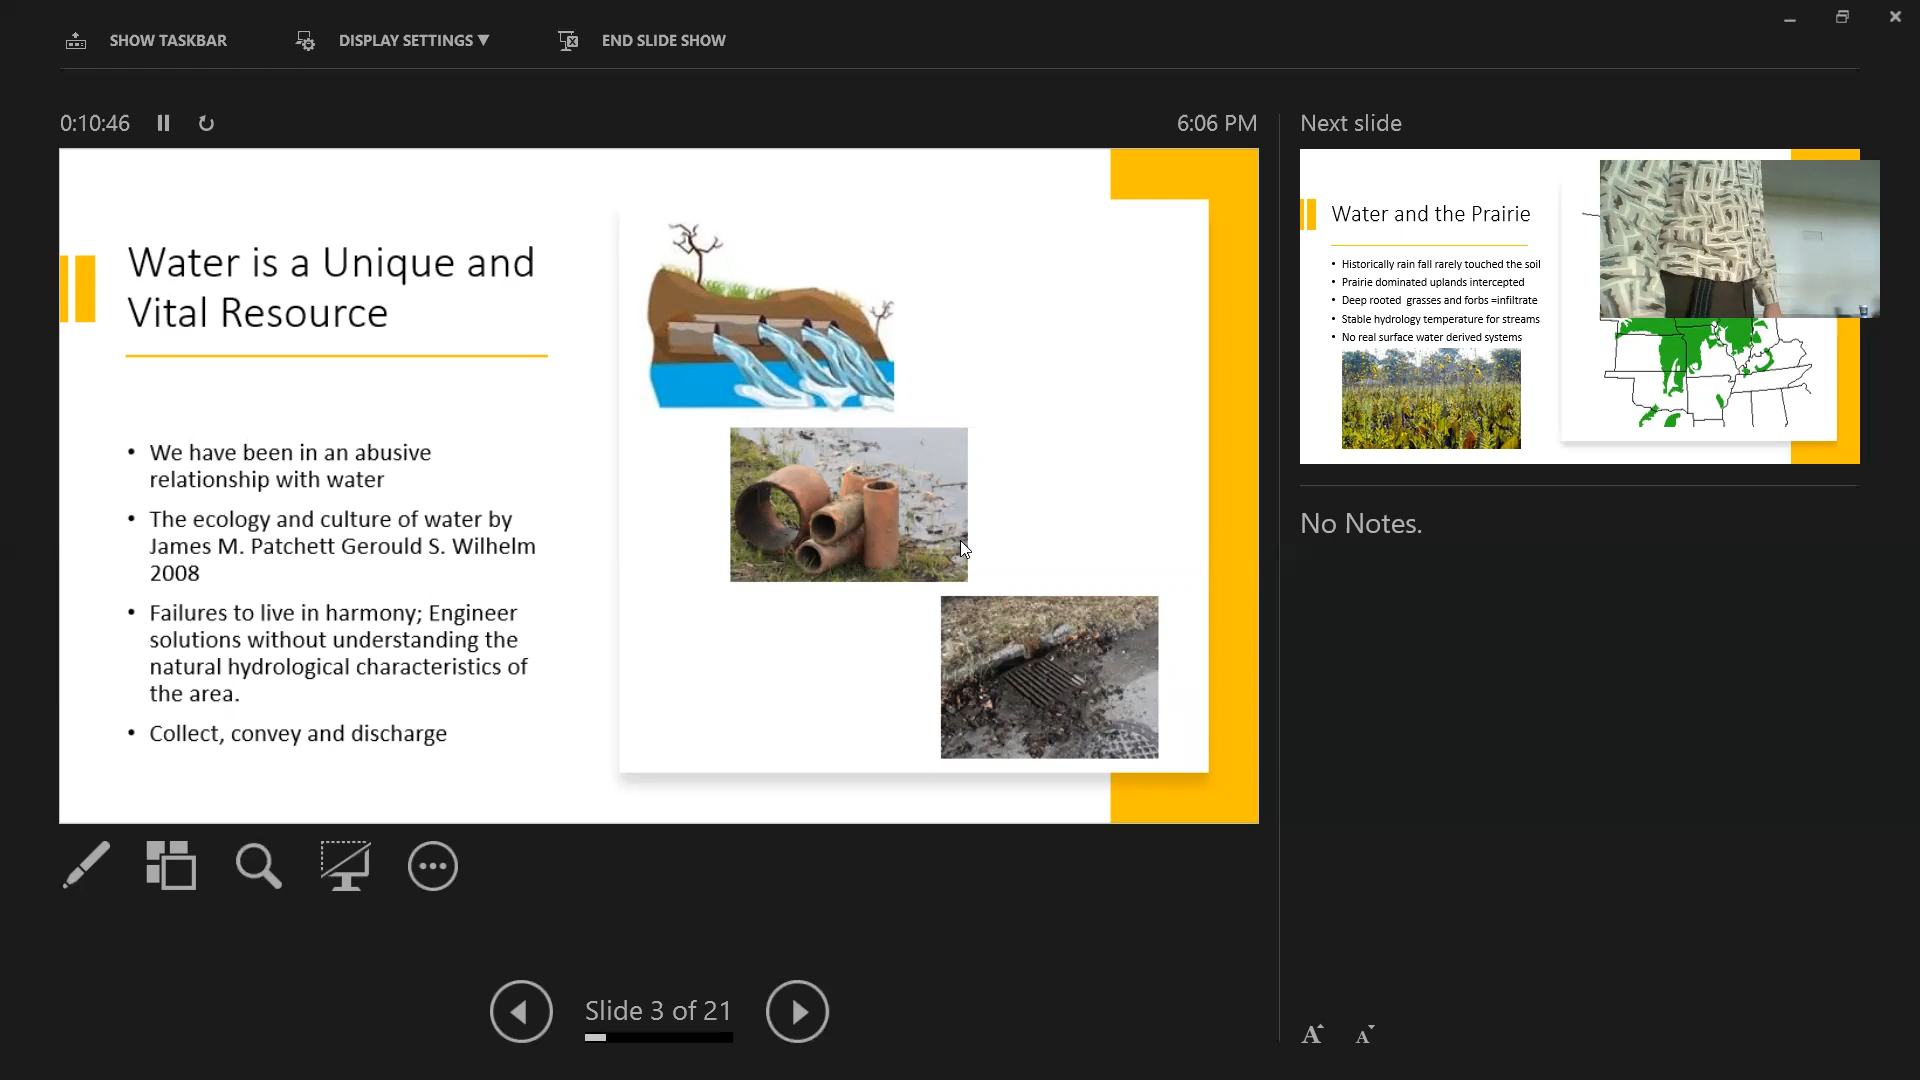 SHOW TASKBAR
DISPLAY SETTINGS ▼
END SLIDE SHOW
0:10:46
6:06 PM
Water is a Unique and
Vital Resource
• We have been in an abusive
relationship with water
• The ecology and culture of water by
James M. Patchett Gerould S. Wilhelm
2008
• Failures to live in harmony; Engineer
solutions without understanding the
natural hydrological characteristics of
the area.
• Collect, convey and discharge
Slide 3 of 21
Next slide
Water and the Prairie
• Historically rain fall rarely touched the soil
• Prairie dominated uplands intercepted
• Deep rooted grasses and forbs =infiltrate
• Stable hydrology temperature for streams
• No real surface water derived systems
No Notes.
A A